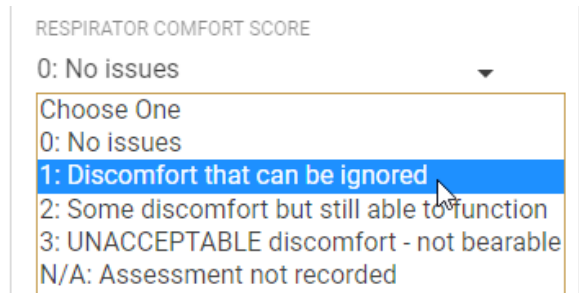 RESPIRATOR COMFORT SCORE
0: No issues
Choose One
0: No issues
1: Discomfort that can be ignored
2: Some discomfort but still able to function
3: UNACCEPTABLE discomfort - not bearable
N/A: Assessment not recorded